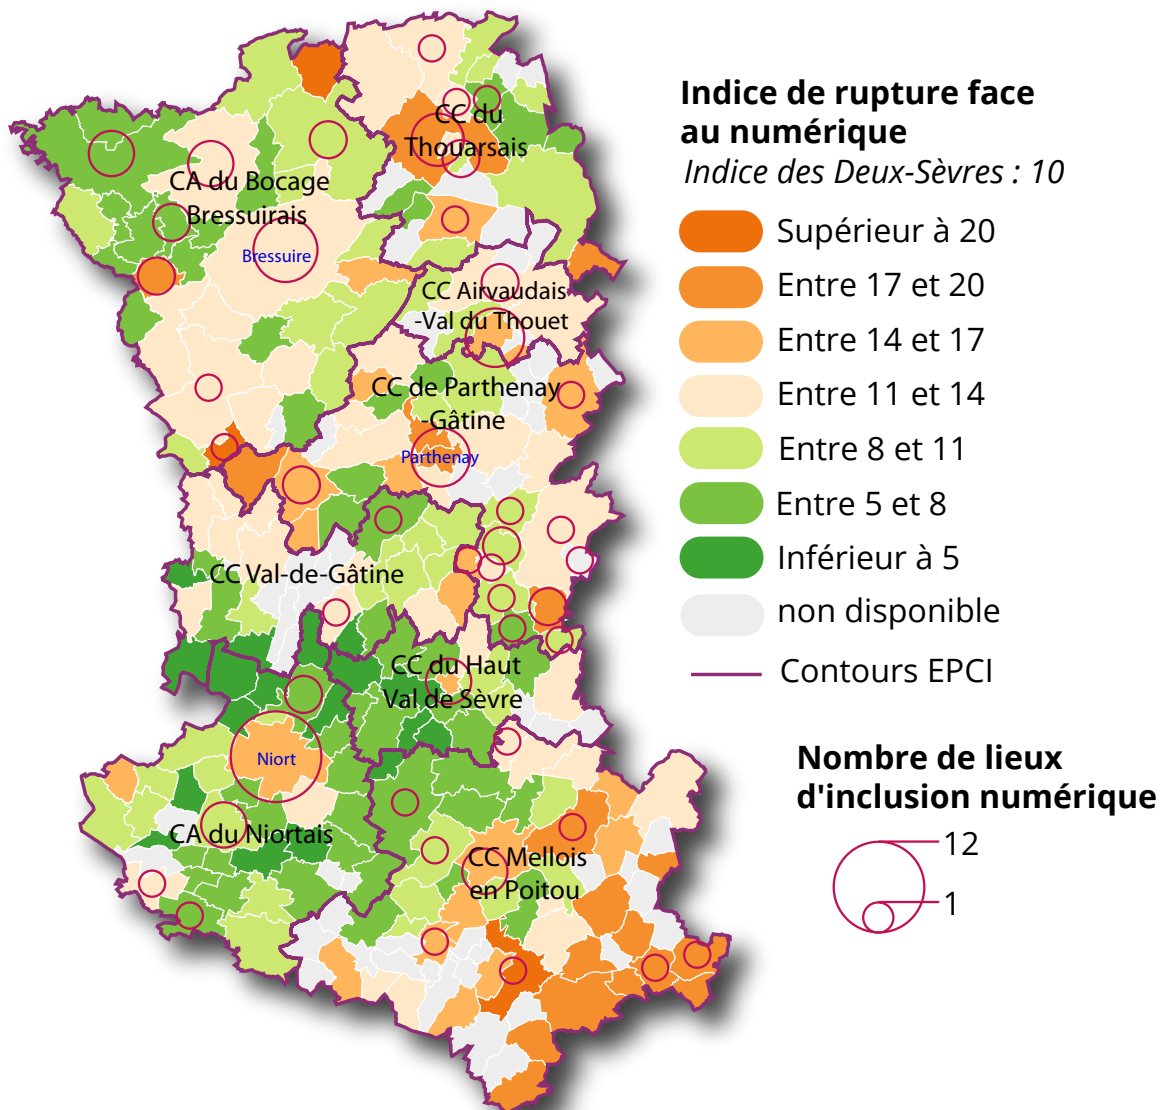 Indice de rupture face
au numérique
Indice des Deux-Sèvres : 10
Supérieur à 20
Entre 17 et 20
Entre 14 et 17
Entre 11 et 14
Entre 8 et 11
Entre 5 et 8
Inférieur à 5
non disponible
Contours EPCI
Nombre de lieux
d'inclusion numérique
12
1
CC du
Thouarsais
CA du Bocage
Bressuirais
Bressuire
CC Airvaudais
-Val du Thouet
CC de Parthenay
-Gâtine
Parthenay
CC Val-de-Gâtine
CC du Haut
Val de Sèvre
Niort
CA du Niortais
CC Mellois
en Poitou